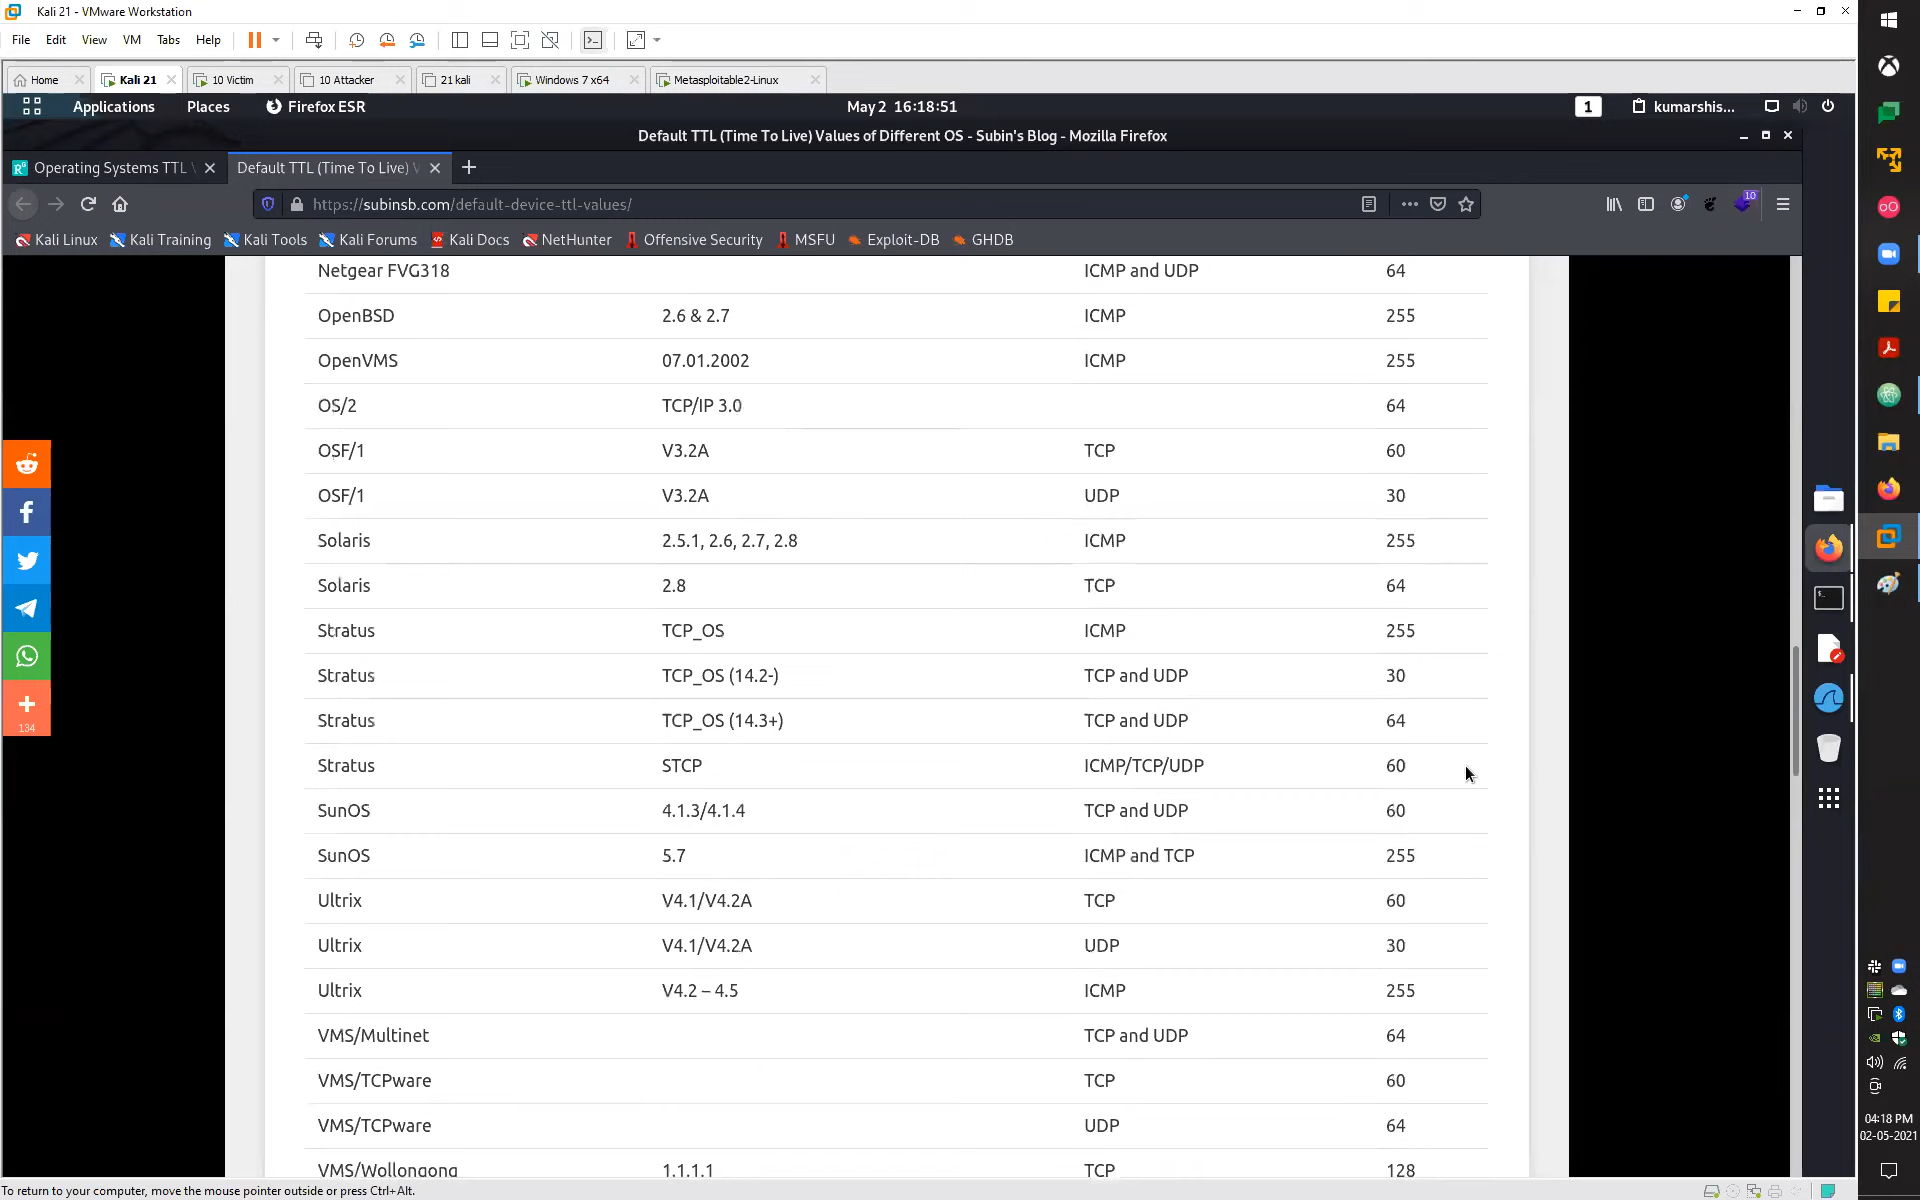 Kali 21 - VMware Workstation
File Edit View VM Tabs Help
Home Kali 21 10 Victim 10 Attacker 21 kali Windows 7 x64 Metasploitable2-Linux
Applications Places Firefox ESR May 2 16:18:51 1 kumarshis...
Default TTL (Time To Live) Values of Different OS - Subin's Blog - Mozilla Firefox
Operating Systems TTL Default TTL (Time To Live)
https://subinsb.com/default-device-ttl-values/ 10
Kali Linux Kali Training Kali Tools Kali Forums Kali Docs NetHunter Offensive Security MSFU Exploit-DB GHDB
Netgear FVG318 ICMP and UDP 64
OpenBSD 2.6 & 2.7 ICMP 255
OpenVMS 07.01.2002 ICMP 255
OS/2 TCP/IP 3.0 64
OSF/1 V3.2A TCP 60
OSF/1 V3.2A UDP 30
Solaris 2.5.1, 2.6, 2.7, 2.8 ICMP 255
Solaris 2.8 TCP 64
Stratus TCP_OS ICMP 255
Stratus TCP_OS (14.2-) TCP and UDP 30
Stratus TCP_OS (14.3+) TCP and UDP 64
Stratus STCP ICMP/TCP/UDP 60
SunOS 4.1.3/4.1.4 TCP and UDP 60
SunOS 5.7 ICMP and TCP 255
Ultrix V4.1/V4.2A TCP 60
Ultrix V4.1/V4.2A UDP 30
Ultrix V4.2 – 4.5 ICMP 255
VMS/Multinet TCP and UDP 64
VMS/TCPware TCP 60
VMS/TCPware UDP 64
VMS/Wollongong 1.1.1.1 TCP 128
134
04:18 PM
02-05-2021
To return to your computer, move the mouse pointer outside or press Ctrl+Alt.